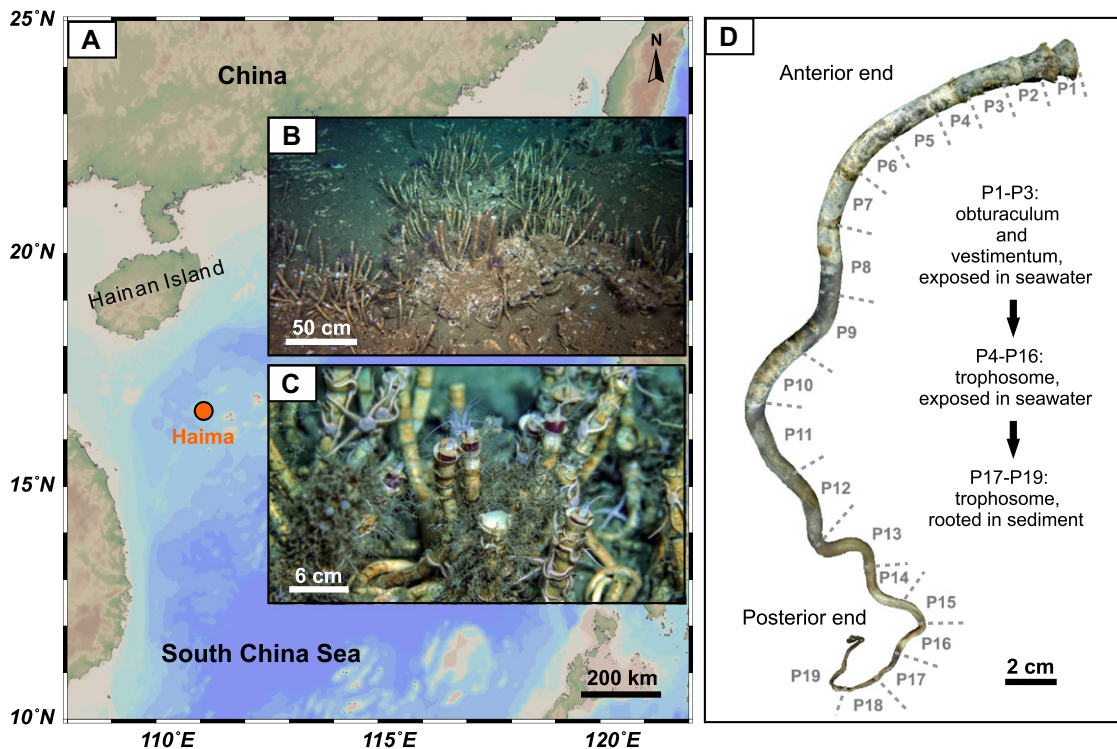 A
25°N
20°N
15°N
10°N
110°E
115°E
120°E
N
China
Hainan Island
Haima
South China Sea
200 km
B
50 cm
C
6 cm
D
Anterior end
P1
P2
P3
P4
P5
P6
P7
P8
P9
P10
P11
P12
P13
P14
P15
P16
P17
P18
P19
Posterior end
P1-P3:
obturaculum
and
vestimentum,
exposed in seawater
P4-P16:
trophosome,
exposed in seawater
P17-P19:
trophosome,
rooted in sediment
2 cm